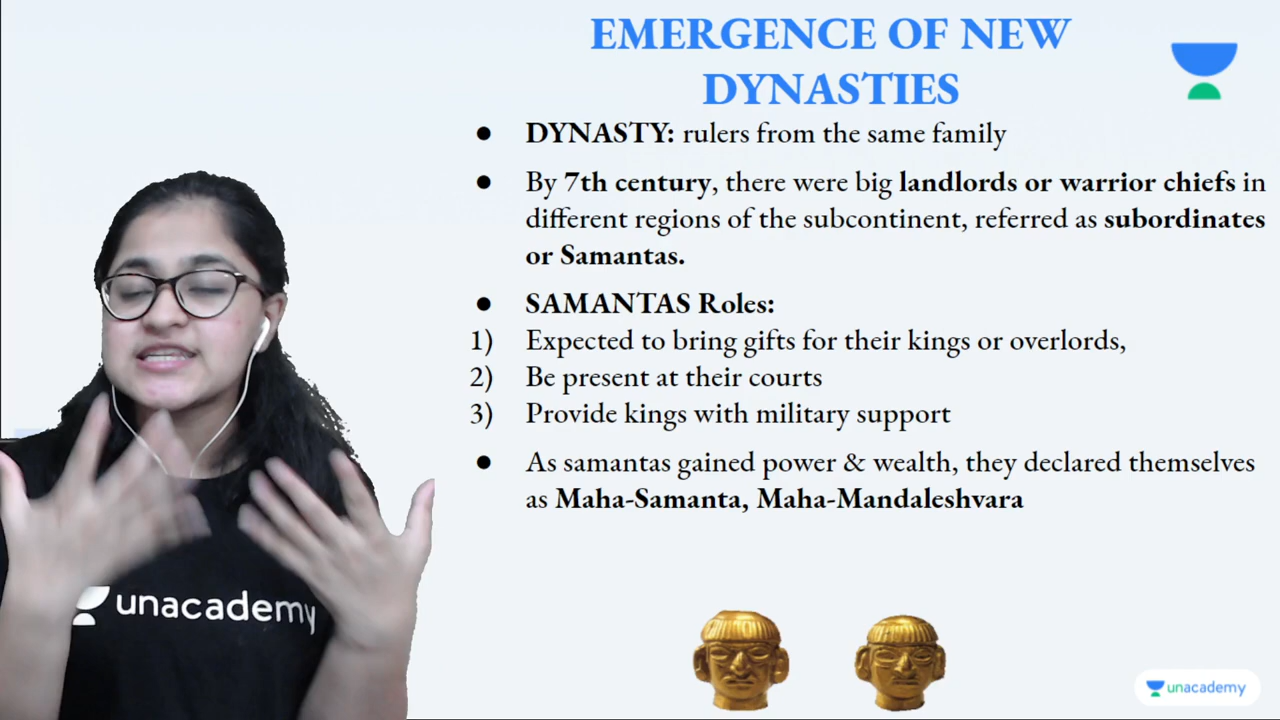 EMERGENCE OF NEW
DYNASTIES
● DYNASTY: rulers from the same family
● By 7th century, there were big landlords or warrior chiefs in
different regions of the subcontinent, referred as subordinates
or Samantas.
● SAMANTAS Roles:
1) Expected to bring gifts for their kings or overlords,
2) Be present at their courts
3) Provide kings with military support
● As samantas gained power & wealth, they declared themselves
as Maha-Samanta, Maha-Mandaleshvara
unacademy
unacademy